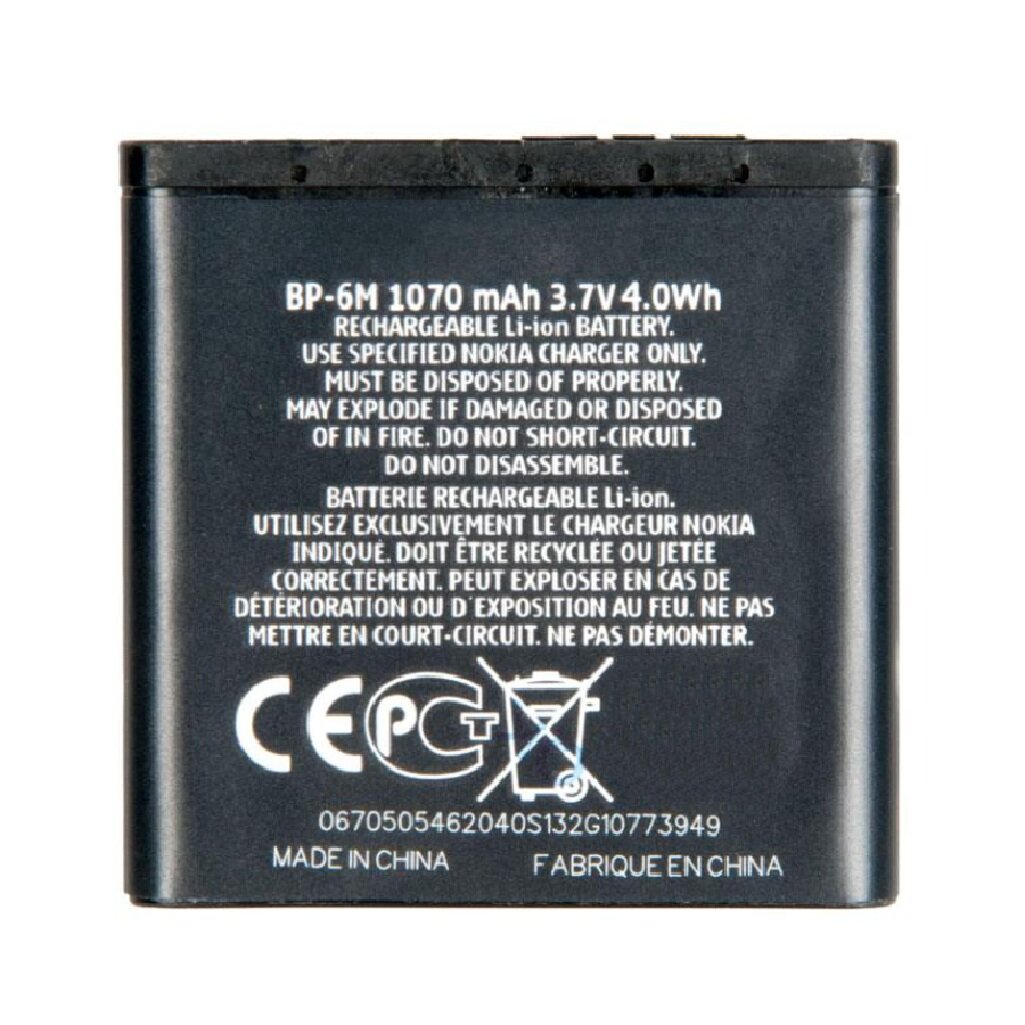 BP-6M 1070 mAh 3.7V 4.0Wh
RECHARGEABLE Li-ion BATTERY.
USE SPECIFIED NOKIA CHARGER ONLY.
MUST BE DISPOSED OF PROPERLY.
MAY EXPLODE IF DAMAGED OR DISPOSED
OF IN FIRE. DO NOT SHORT-CIRCUIT.
DO NOT DISASSEMBLE.
BATTERIE RECHARGEABLE Li-ion.
UTILISEZ EXCLUSIVEMENT LE CHARGEUR NOKIA
INDIQUÉ. DOIT ÊTRE RECYCLÉE OU JETÉE
CORRECTEMENT. PEUT EXPLOSER EN CAS DE
DÉTÉRIORATION OU D'EXPOSITION AU FEU. NE PAS
METTRE EN COURT-CIRCUIT. NE PAS DÉMONTER.
CE PCT
0670505462040S132G10773949
MADE IN CHINA FABRIQUE EN CHINA